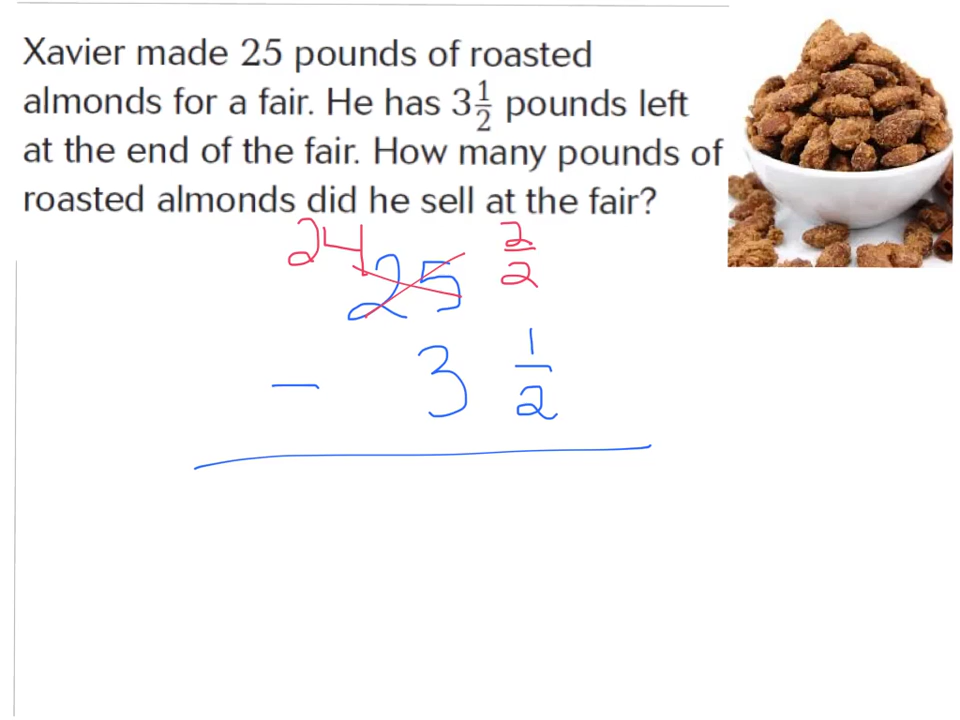 Xavier made 25 pounds of roasted
almonds for a fair. He has 3 1/2 pounds left
at the end of the fair. How many pounds of
roasted almonds did he sell at the fair?
24 2/2
25
- 3 1/2